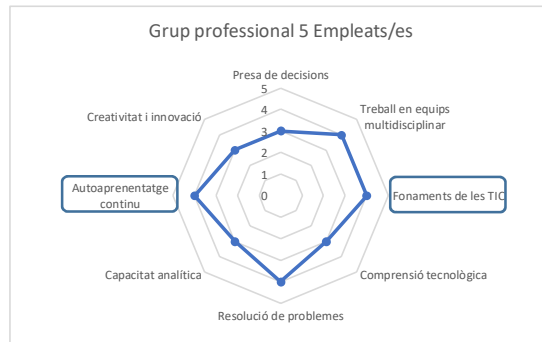 Grup professional 5 Empleats/es
Presa de decisions
Treball en equips
multidisciplinar
Fonaments de les TIC
Comprensió tecnològica
Resolució de problemes
Capacitat analítica
Autoaprenentatge
continu
Creativitat i innovació
5
4
3
2
1
0